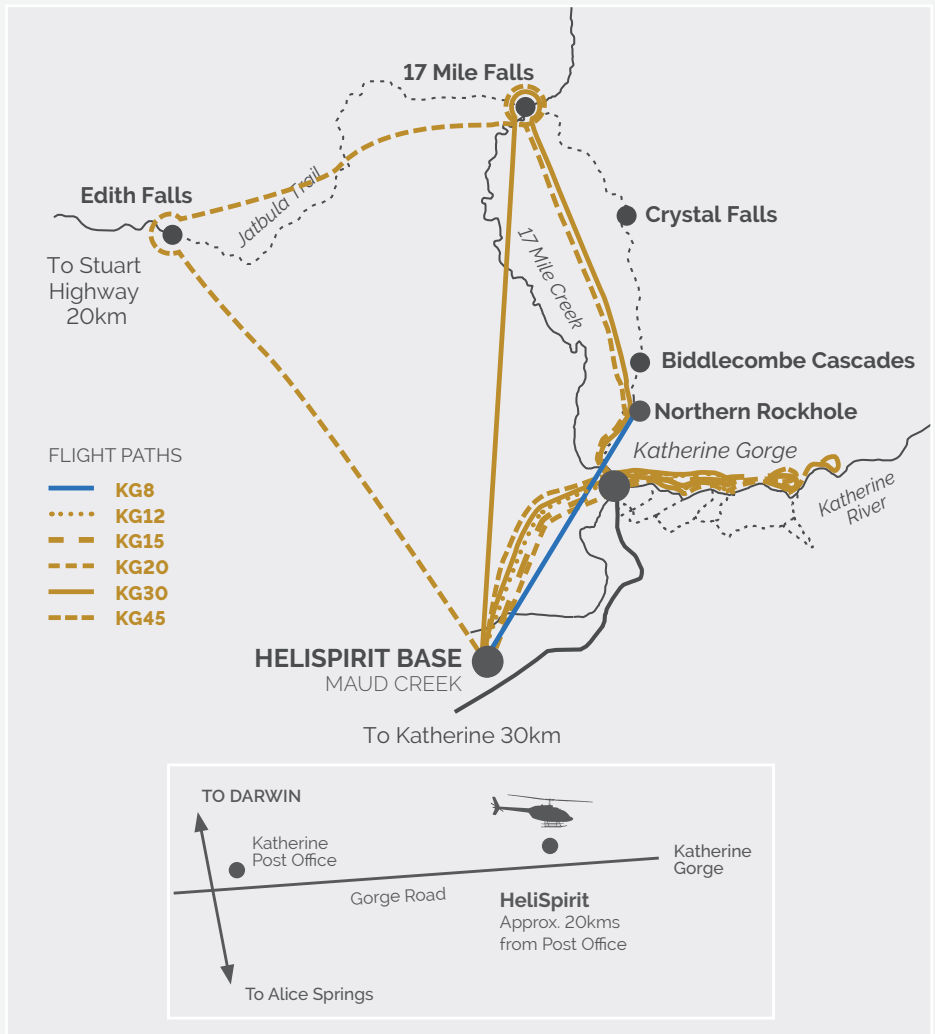 17 Mile Falls
Edith Falls
Jatbula Trail
Crystal Falls
To Stuart
Highway
20km
17 Mile Creek
Biddlecombe Cascades
Northern Rockhole
Katherine Gorge
Katherine
River
FLIGHT PATHS
KG8
KG12
KG15
KG20
KG30
KG45
HELISPIRIT BASE
MAUD CREEK
To Katherine 30km
TO DARWIN
Katherine
Post Office
Katherine
Gorge
Gorge Road
HeliSpirit
Approx. 20kms
from Post Office
To Alice Springs